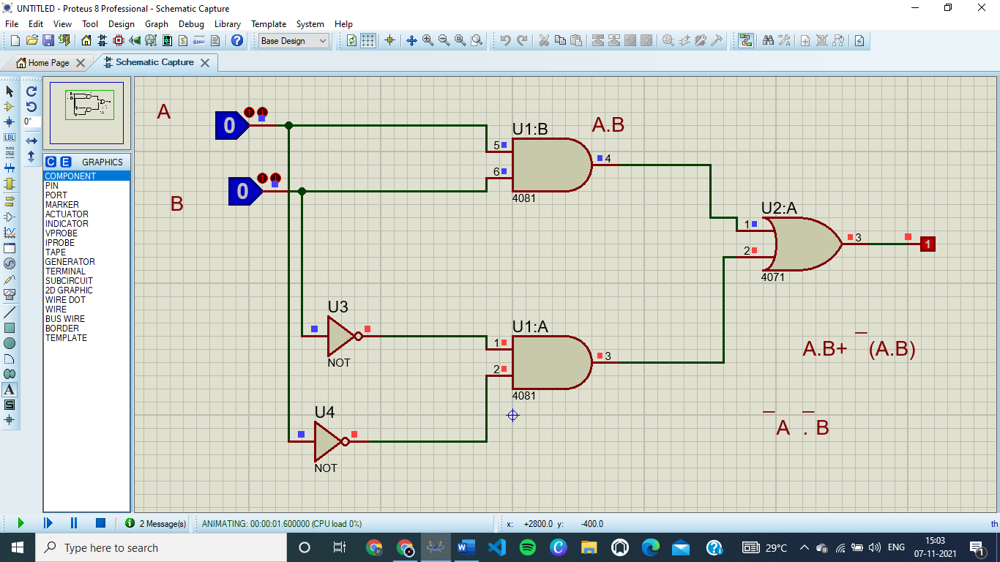 UNTITLED - Proteus 8 Professional - Schematic Capture
File Edit View Tool Design Graph Debug Library Template System Help
Base Design
Home Page Schematic Capture
0°
LBL
C E GRAPHICS
COMPONENT
PIN
PORT
MARKER
ACTUATOR
INDICATOR
VPROBE
IPROBE
TAPE
GENERATOR
TERMINAL
SUBCIRCUIT
2D GRAPHIC
WIRE DOT
WIRE
BUS WIRE
BORDER
TEMPLATE
A
A
0
B
0
U1:B
A.B
5
6
4
4081
U2:A
1
2
3
1
4071
U3
NOT
U1:A
1
2
3
4081
A.B+ ‾(A.B)
U4
NOT
‾A ‾. B
2 Message(s)
ANIMATING: 00:00:01.600000 (CPU load 0%)
x: +2800.0 y: -400.0
th
Type here to search
29°C
ENG
15:03
07-11-2021
1